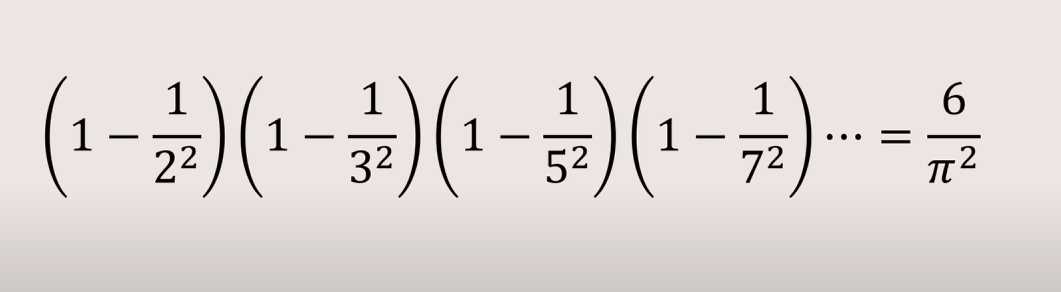 (1 − 1/2²)(1 − 1/3²)(1 − 1/5²)(1 − 1/7²)⋯ = 6/π²